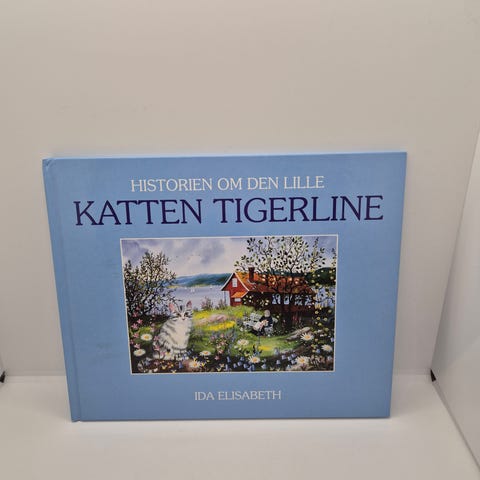 HISTORIEN OM DEN LILLE
KATTEN TIGERLINE
IDA ELISABETH